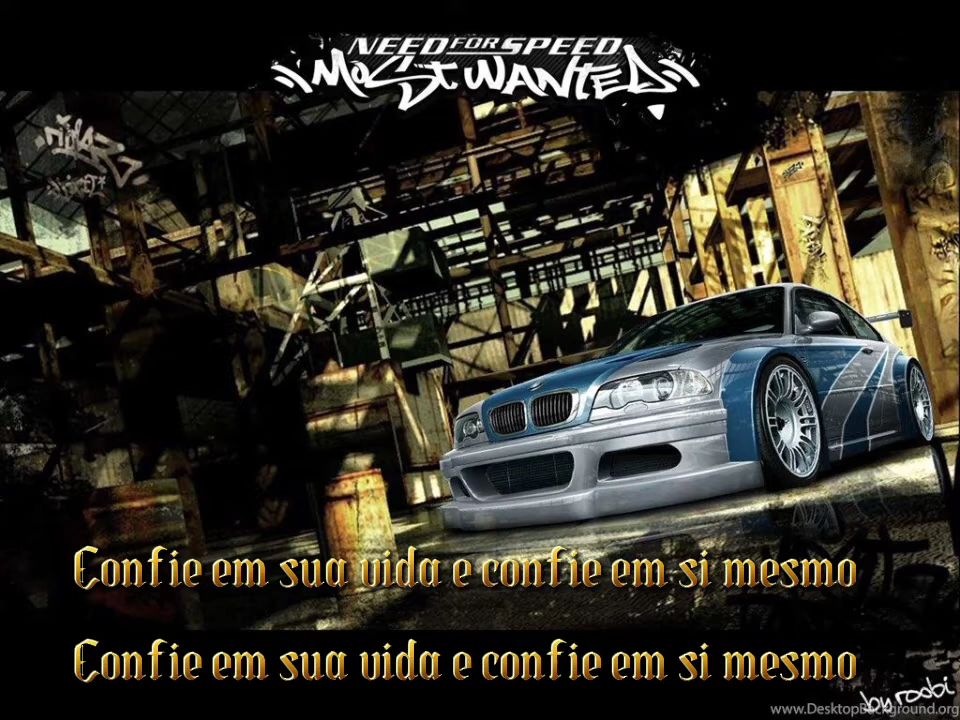 NEED FOR SPEED
MOST WANTED
Confie em sua vida e confie em si mesmo
Confie em sua vida e confie em si mesmo
by roobi
www.DesktopBackground.org